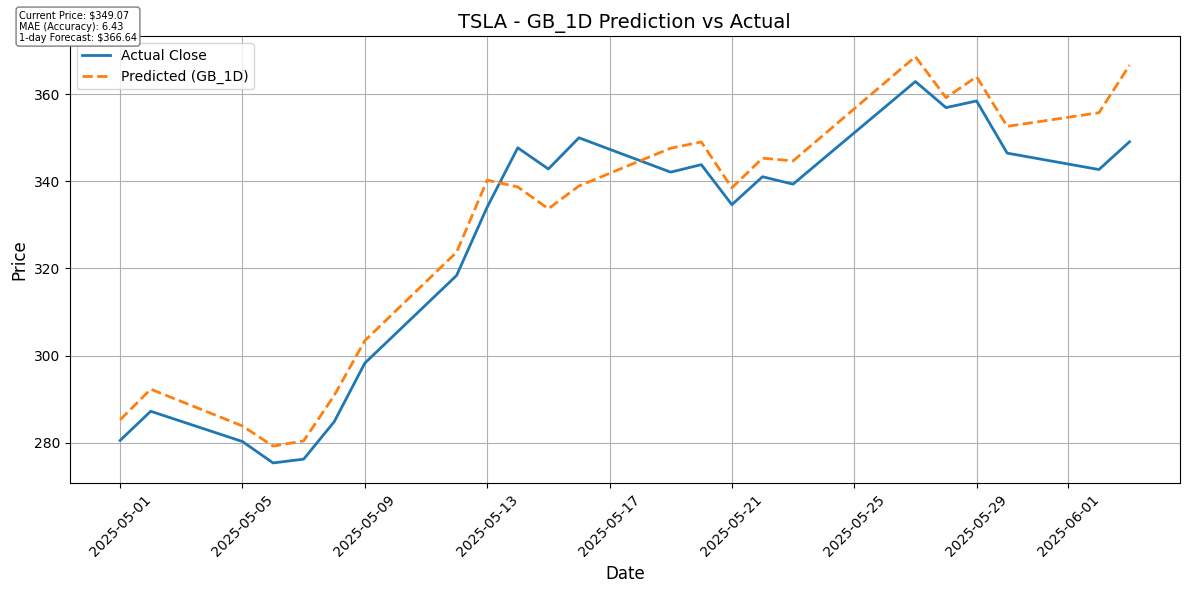 TSLA - GB_1D Prediction vs Actual
Current Price: $349.07
MAE (Accuracy): 6.43
1-day Forecast: $366.64
Actual Close
Predicted (GB_1D)
Price
360
340
320
300
280
2025-05-01
2025-05-05
2025-05-09
2025-05-13
2025-05-17
2025-05-21
2025-05-25
2025-05-29
2025-06-01
Date